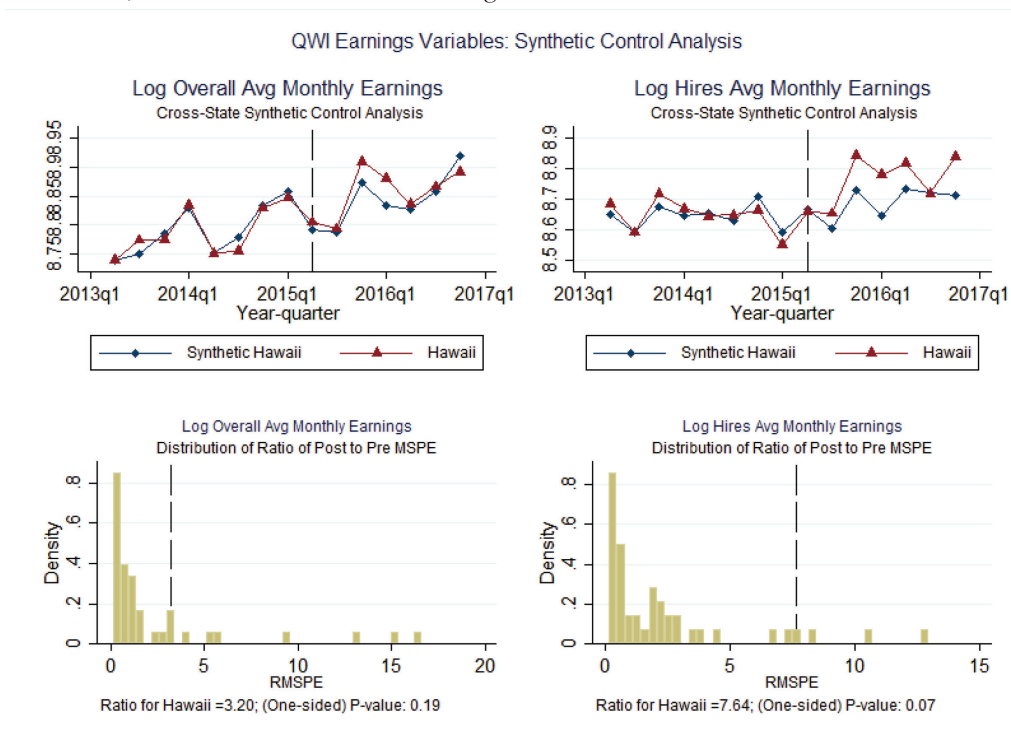 QWI Earnings Variables: Synthetic Control Analysis
Log Overall Avg Monthly Earnings
Cross-State Synthetic Control Analysis
8.758.88.858.98.95
2013q1 2014q1 2015q1 2016q1 2017q1
Year-quarter
Synthetic Hawaii Hawaii
Log Hires Avg Monthly Earnings
Cross-State Synthetic Control Analysis
8.5 8.6 8.7 8.8 8.9
2013q1 2014q1 2015q1 2016q1 2017q1
Year-quarter
Synthetic Hawaii Hawaii
Log Overall Avg Monthly Earnings
Distribution of Ratio of Post to Pre MSPE
Density
0 .2 .4 .6 .8
0 5 10 15 20
RMSPE
Ratio for Hawaii =3.20; (One-sided) P-value: 0.19
Log Hires Avg Monthly Earnings
Distribution of Ratio of Post to Pre MSPE
Density
0 .2 .4 .6 .8
0 5 10 15
RMSPE
Ratio for Hawaii =7.64; (One-sided) P-value: 0.07